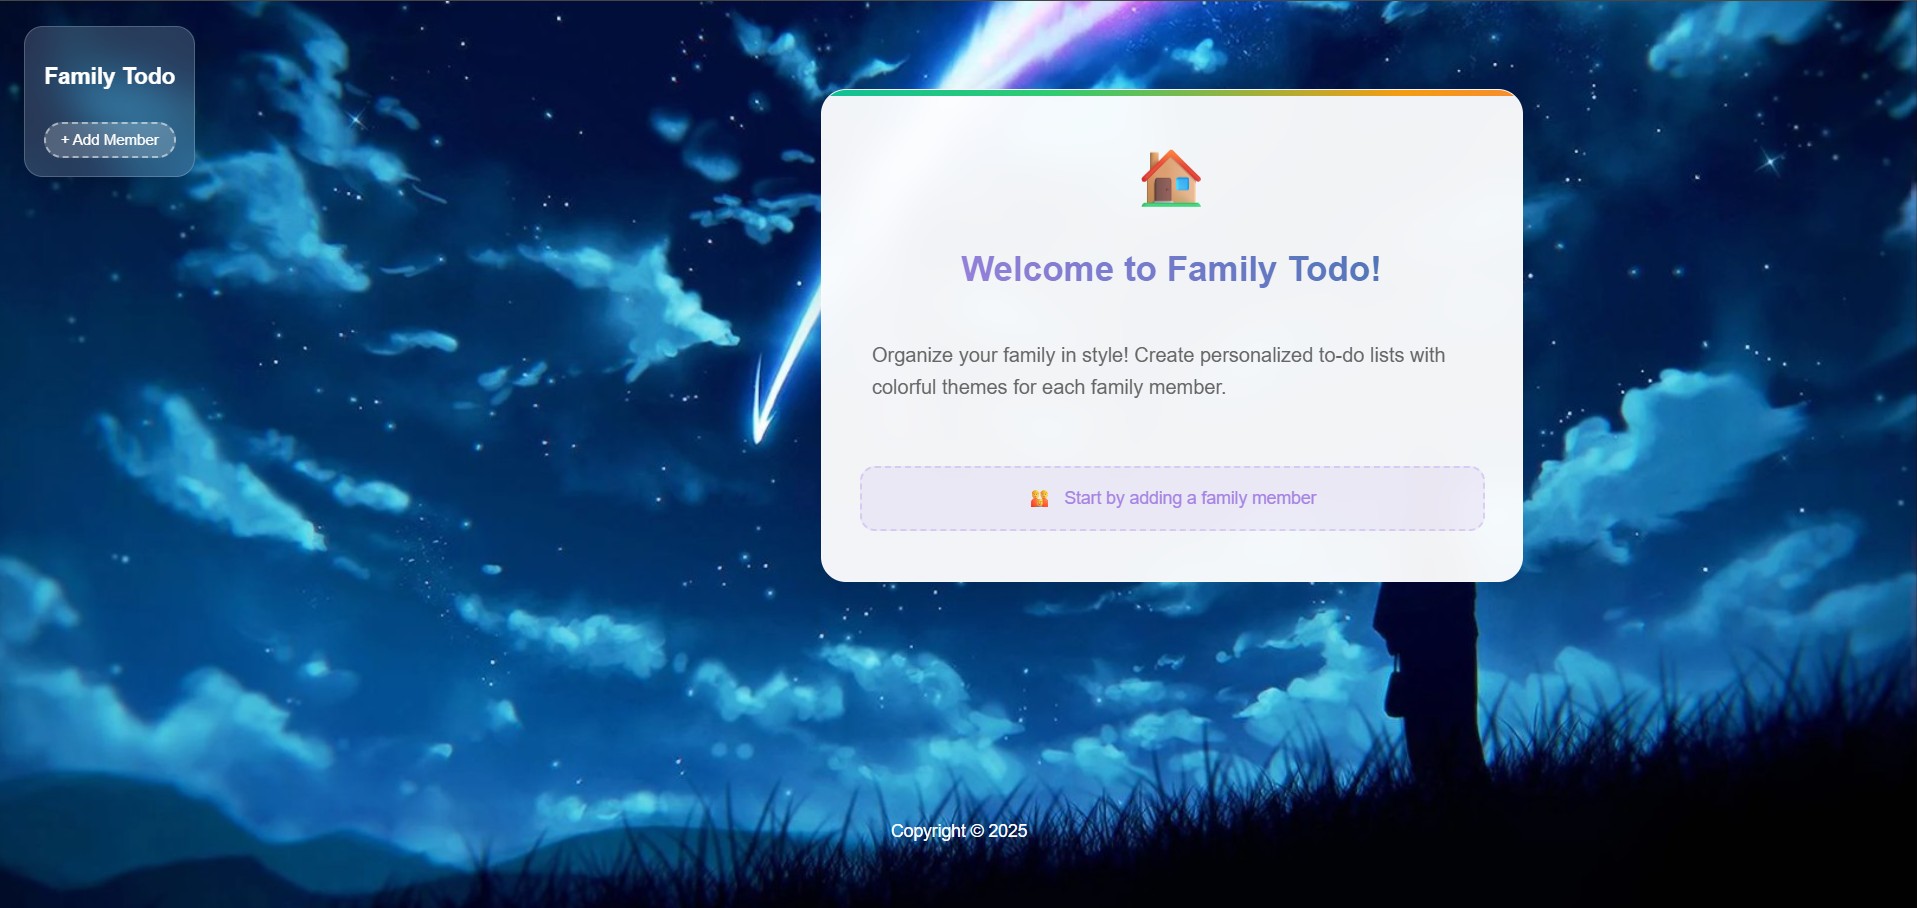 Family Todo
+ Add Member
Welcome to Family Todo!
Organize your family in style! Create personalized to-do lists with
colorful themes for each family member.
Start by adding a family member
Copyright © 2025